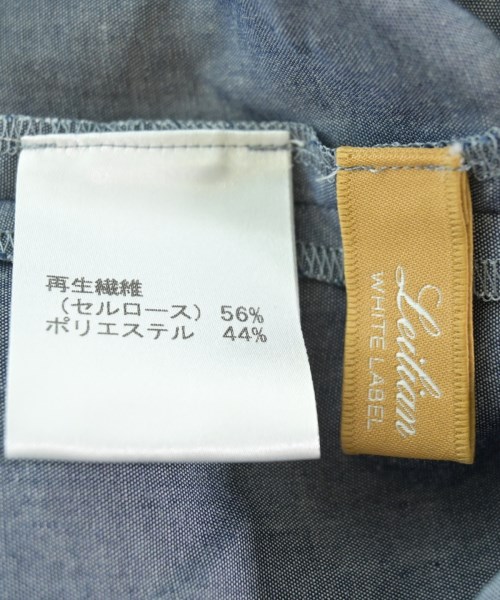 再生繊維
（セルロース） 56%
ポリエステル 44%
Leilian
WHITE LABEL